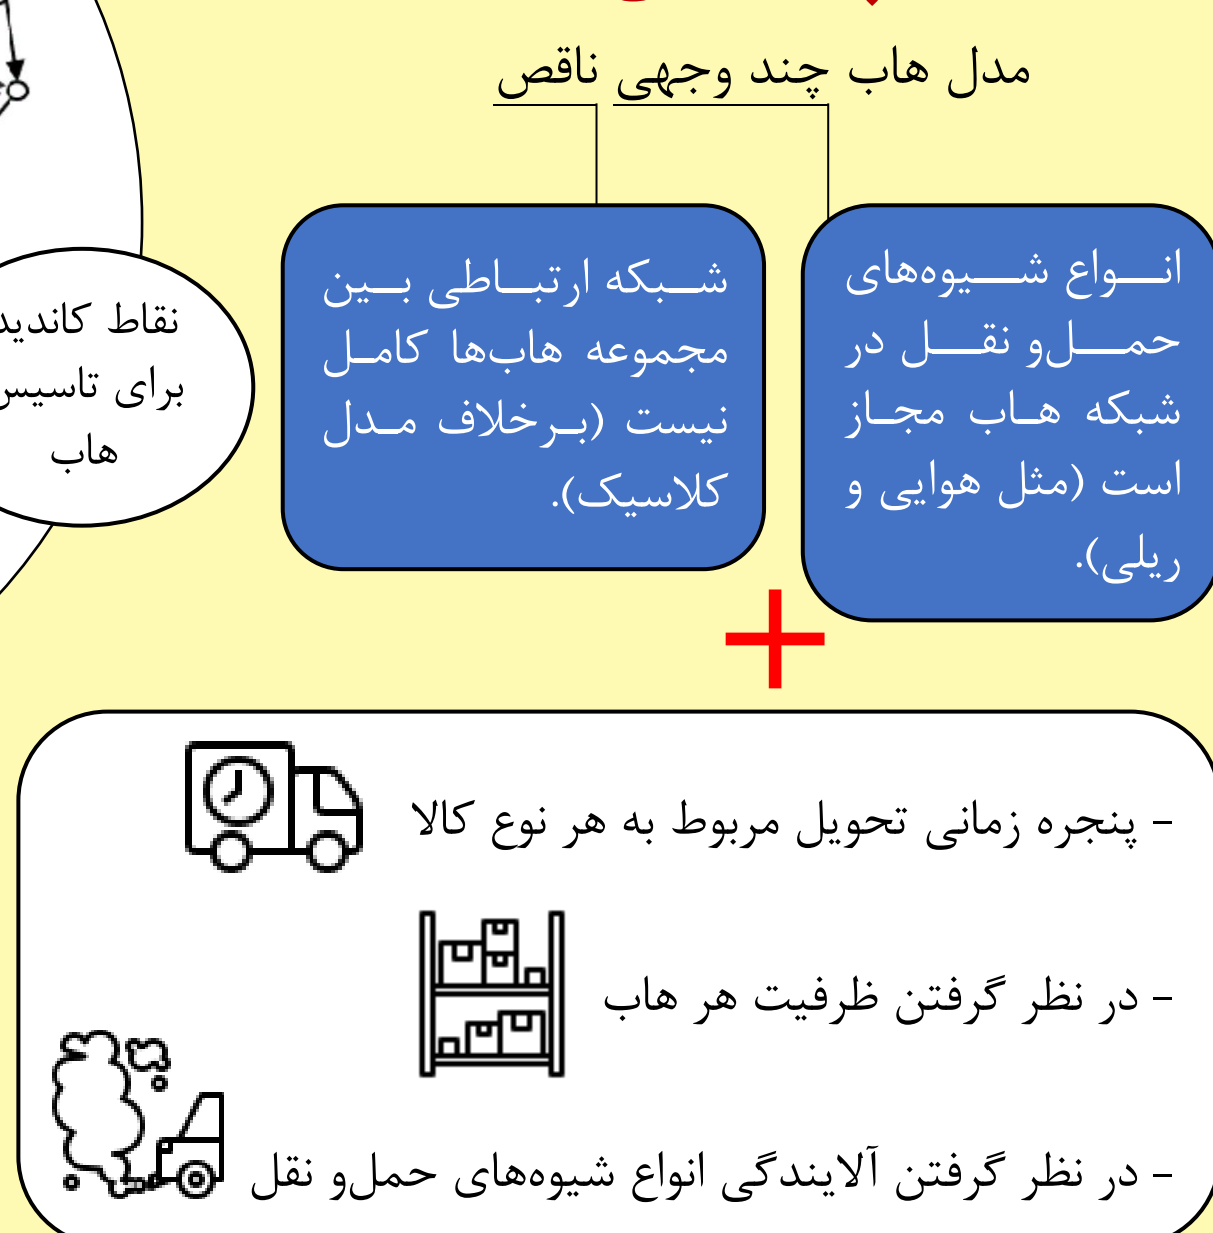 مدل هاب چند وجهی ناقص
انواع شیوه‌های
حمل‌و نقل در
شبکه هاب مجاز
است (مثل هوایی و
ریلی).
شبکه ارتباطی بین
مجموعه هاب‌ها کامل
نیست (برخلاف مدل
کلاسیک).
نقاط کاندید
برای تاسیس
هاب
- پنجره زمانی تحویل مربوط به هر نوع کالا
- در نظر گرفتن ظرفیت هر هاب
- در نظر گرفتن آلایندگی انواع شیوه‌های حمل‌و نقل